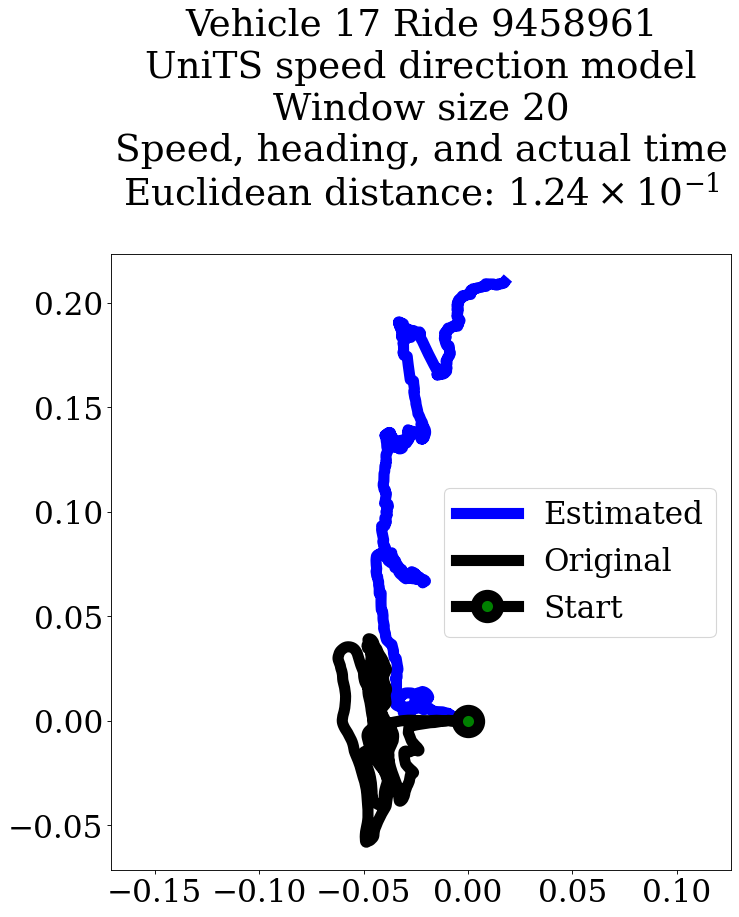 Vehicle 17 Ride 9458961
UniTS speed direction model
Window size 20
Speed, heading, and actual time
Euclidean distance: 1.24 × 10⁻¹
0.20
0.15
0.10
0.05
0.00
−0.05
Estimated
Original
Start
−0.15 −0.10 −0.05 0.00 0.05 0.10